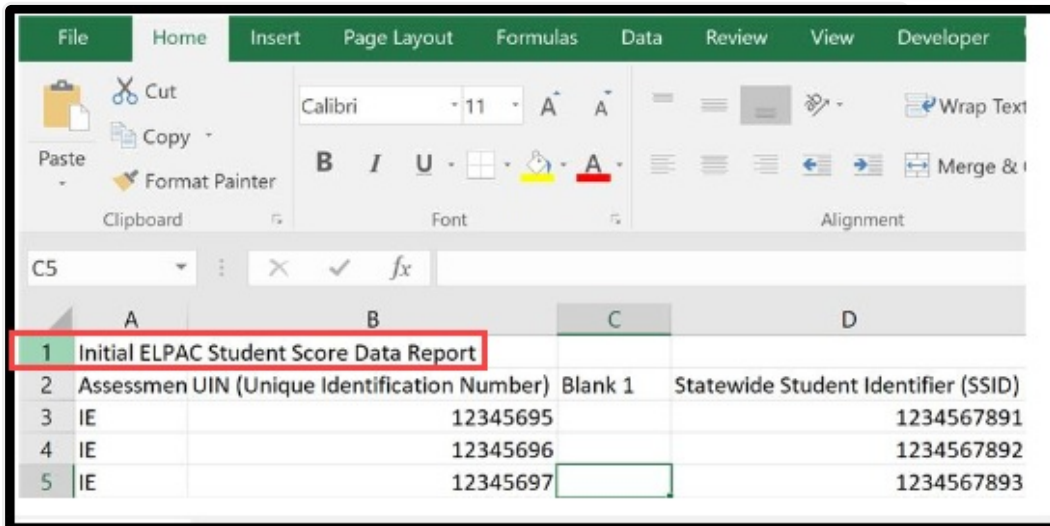 File Home Insert Page Layout Formulas Data Review View Developer
Cut
Copy
Paste
Format Painter
Calibri 11 A A
B I U A
Wrap Text
Merge &
Clipboard Font Alignment
C5 fx
A B C D
1 Initial ELPAC Student Score Data Report
2 Assessmen UIN (Unique Identification Number) Blank 1 Statewide Student Identifier (SSID)
3 IE 12345695 1234567891
4 IE 12345696 1234567892
5 IE 12345697 1234567893